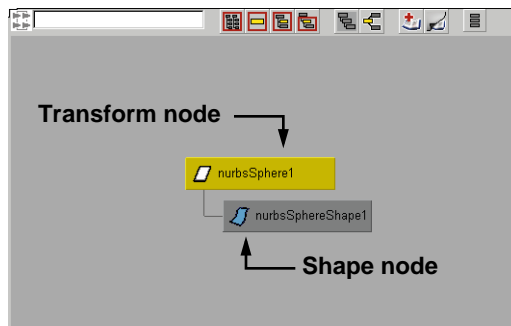 Transform node
nurbsSphere1
nurbsSphereShape1
Shape node